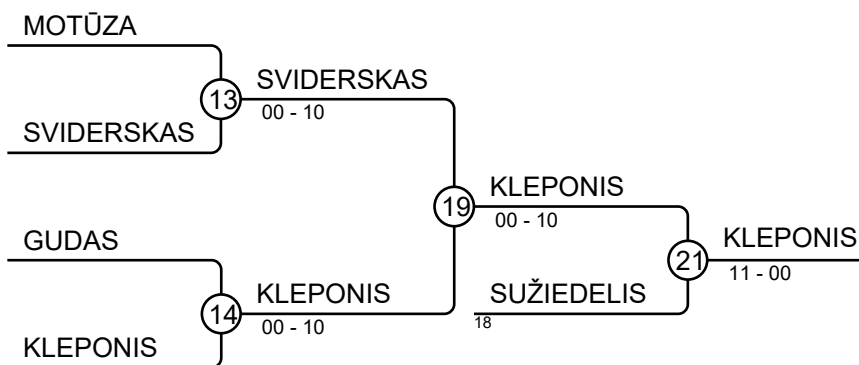 MOTŪZA
13
SVIDERSKAS
00 - 10
SVIDERSKAS
19
KLEPONIS
00 - 10
GUDAS
21
KLEPONIS
11 - 00
14
KLEPONIS
00 - 10
SUŽIEDELIS
18
KLEPONIS